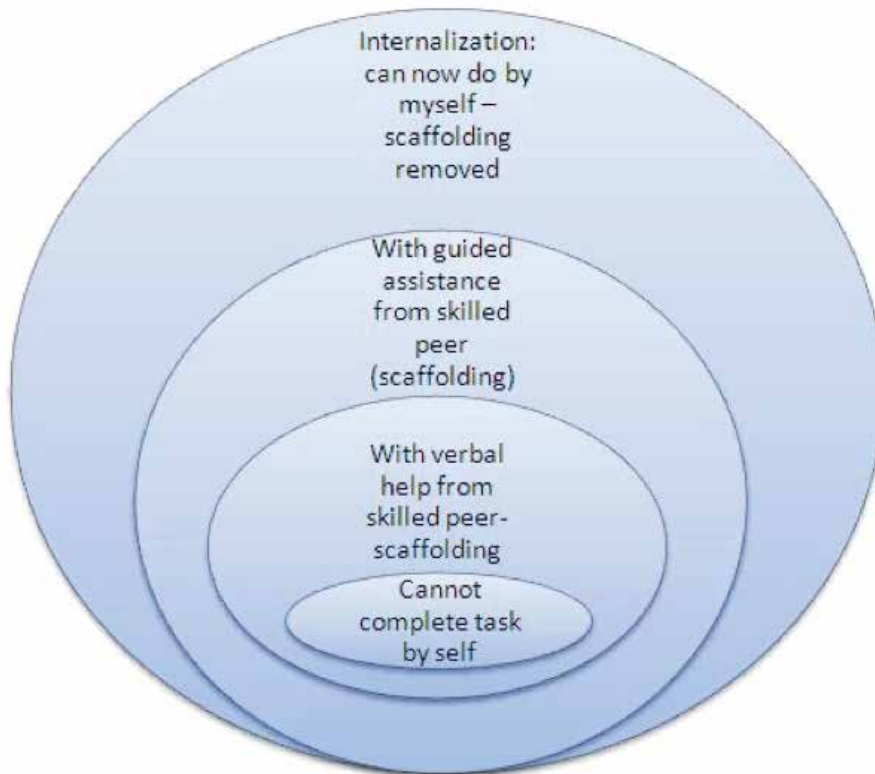 Internalization:
can now do by
myself –
scaffolding
removed
With guided
assistance
from skilled
peer
(scaffolding)
With verbal
help from
skilled peer-
scaffolding
Cannot
complete task
by self